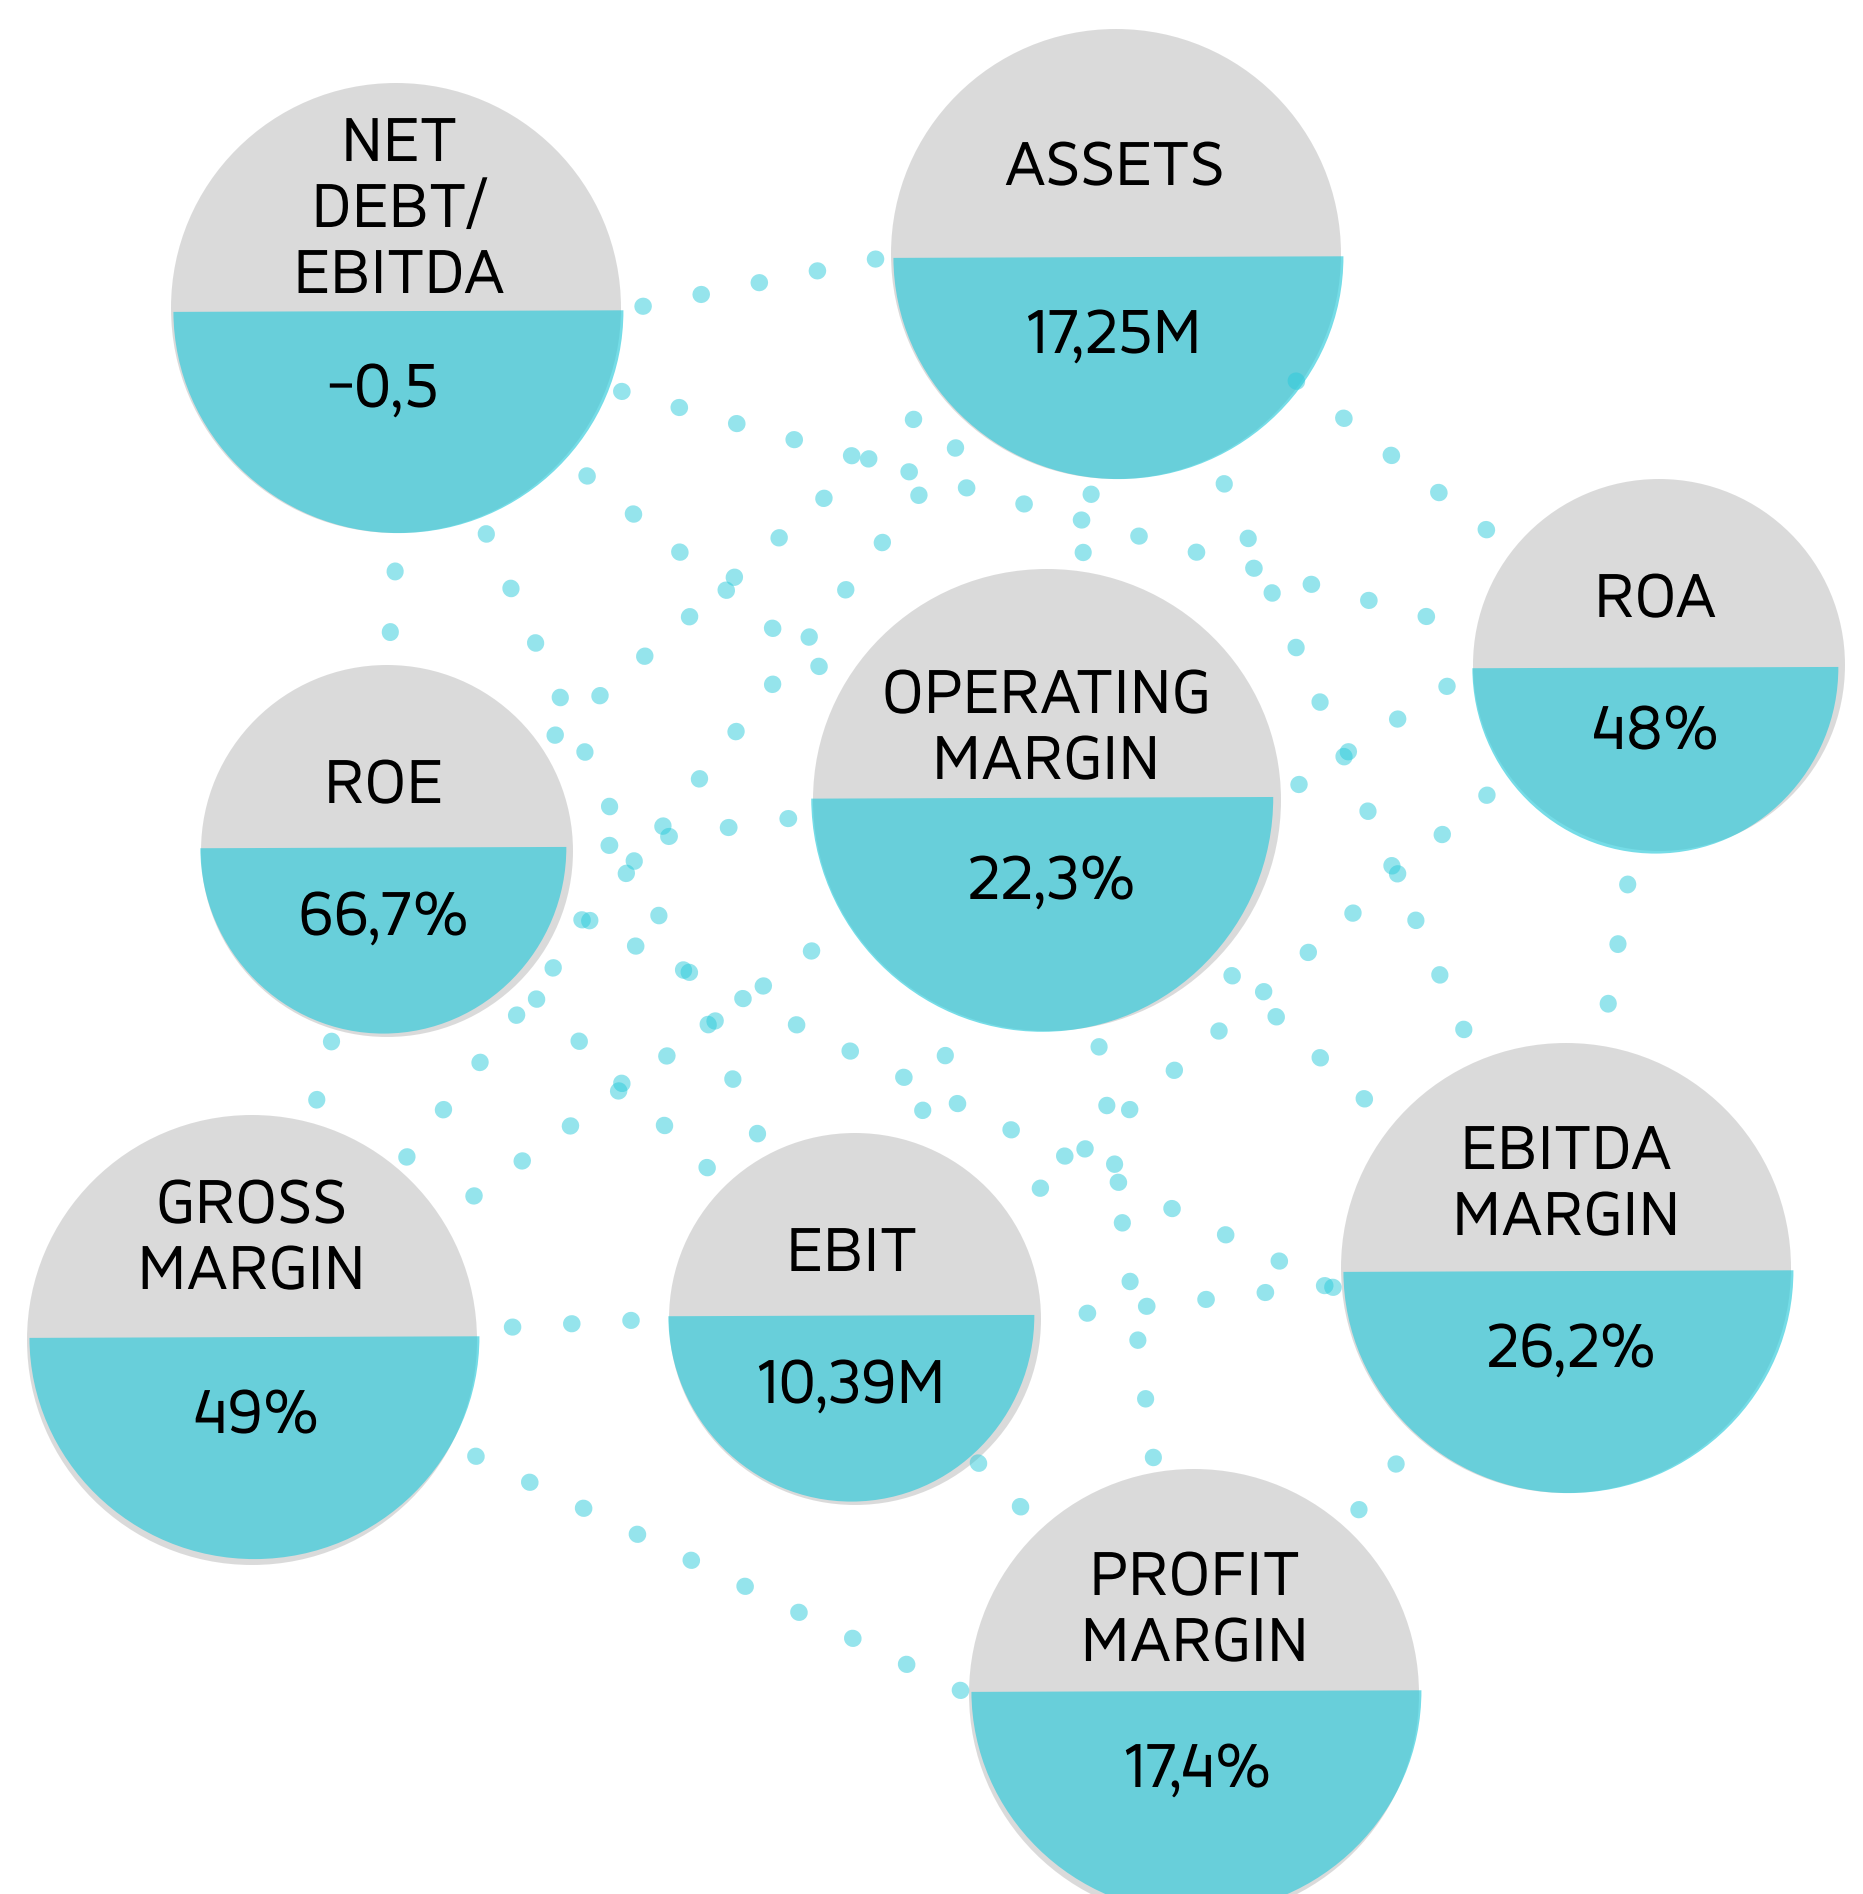 NET
DEBT/
EBITDA
-0,5
ASSETS
17,25M
ROA
48%
OPERATING
MARGIN
22,3%
ROE
66,7%
EBITDA
MARGIN
26,2%
GROSS
MARGIN
49%
EBIT
10,39M
PROFIT
MARGIN
17,4%